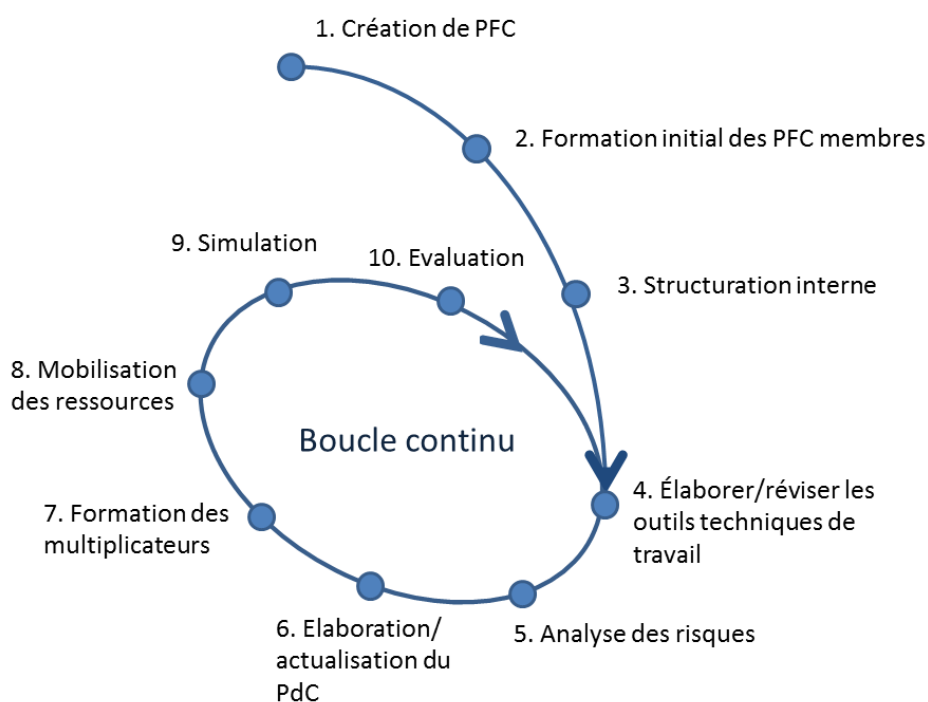 1. Création de PFC
2. Formation initial des PFC membres
3. Structuration interne
4. Élaborer/réviser les
outils techniques de
travail
5. Analyse des risques
6. Elaboration/
actualisation du
PdC
7. Formation des
multiplicateurs
8. Mobilisation
des ressources
9. Simulation
10. Evaluation
Boucle continu